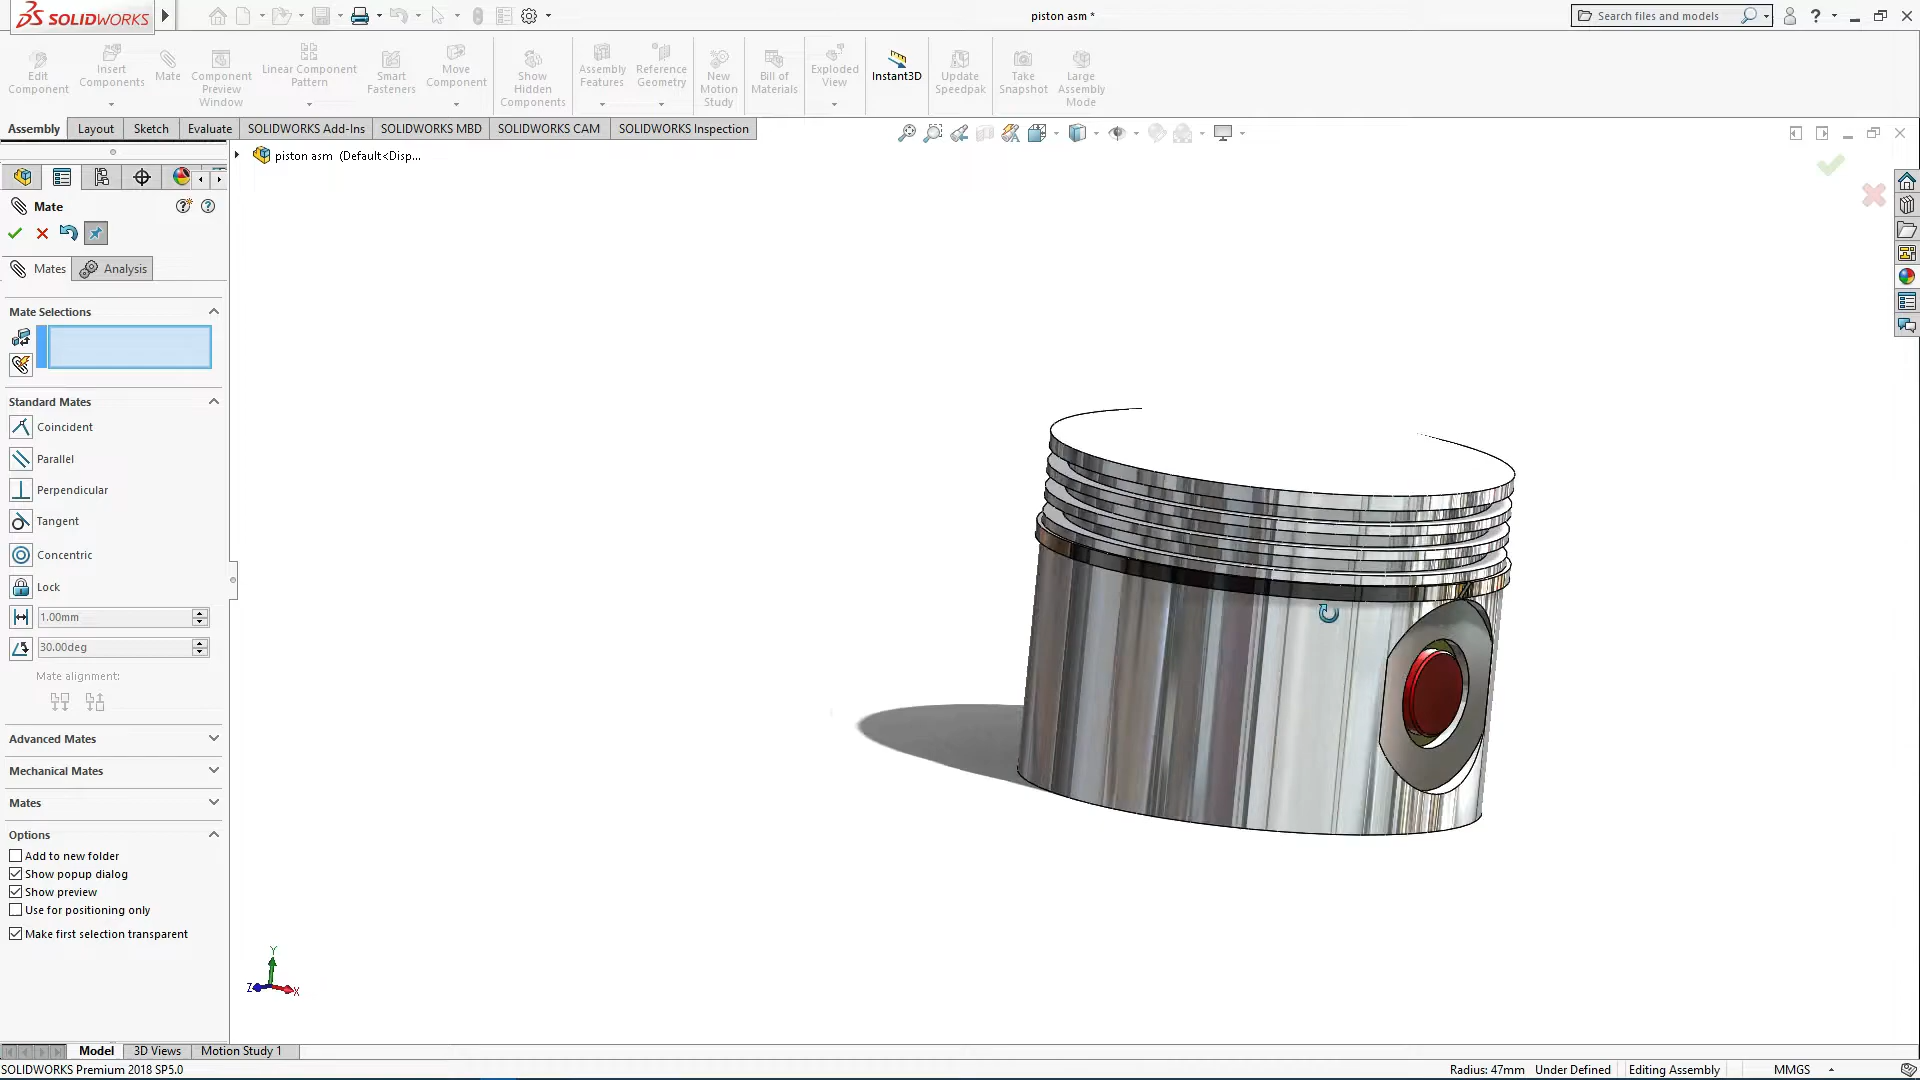 SOLIDWORKS
piston asm *
Search files and models
Edit Component
Insert Components
Mate
Component Preview Window
Linear Component Pattern
Smart Fasteners
Move Component
Show Hidden Components
Assembly Features
Reference Geometry
New Motion Study
Bill of Materials
Exploded View
Instant3D
Update Speedpak
Take Snapshot
Large Assembly Mode
Assembly Layout Sketch Evaluate SOLIDWORKS Add-Ins SOLIDWORKS MBD SOLIDWORKS CAM SOLIDWORKS Inspection
piston asm (Default<Disp...
Mate
Mates Analysis
Mate Selections
Standard Mates
Coincident
Parallel
Perpendicular
Tangent
Concentric
Lock
1.00mm
30.00deg
Mate alignment:
Advanced Mates
Mechanical Mates
Mates
Options
Add to new folder
Show popup dialog
Show preview
Use for positioning only
Make first selection transparent
Y
Z X
Model 3D Views Motion Study 1
SOLIDWORKS Premium 2018 SP5.0
Radius: 47mm Under Defined Editing Assembly MMGS